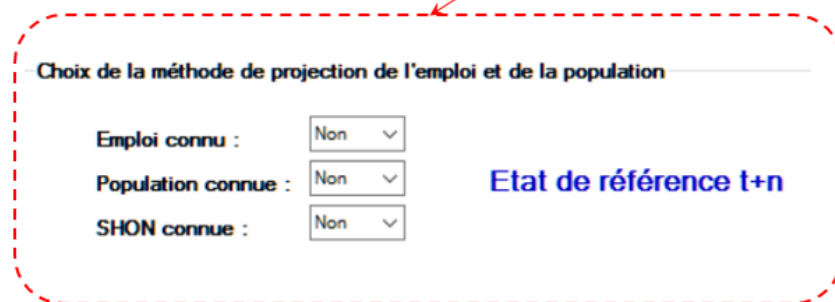 Choix de la méthode de projection de l'emploi et de la population
Emploi connu : Non
Population connue : Non
Etat de référence t+n
SHON connue : Non